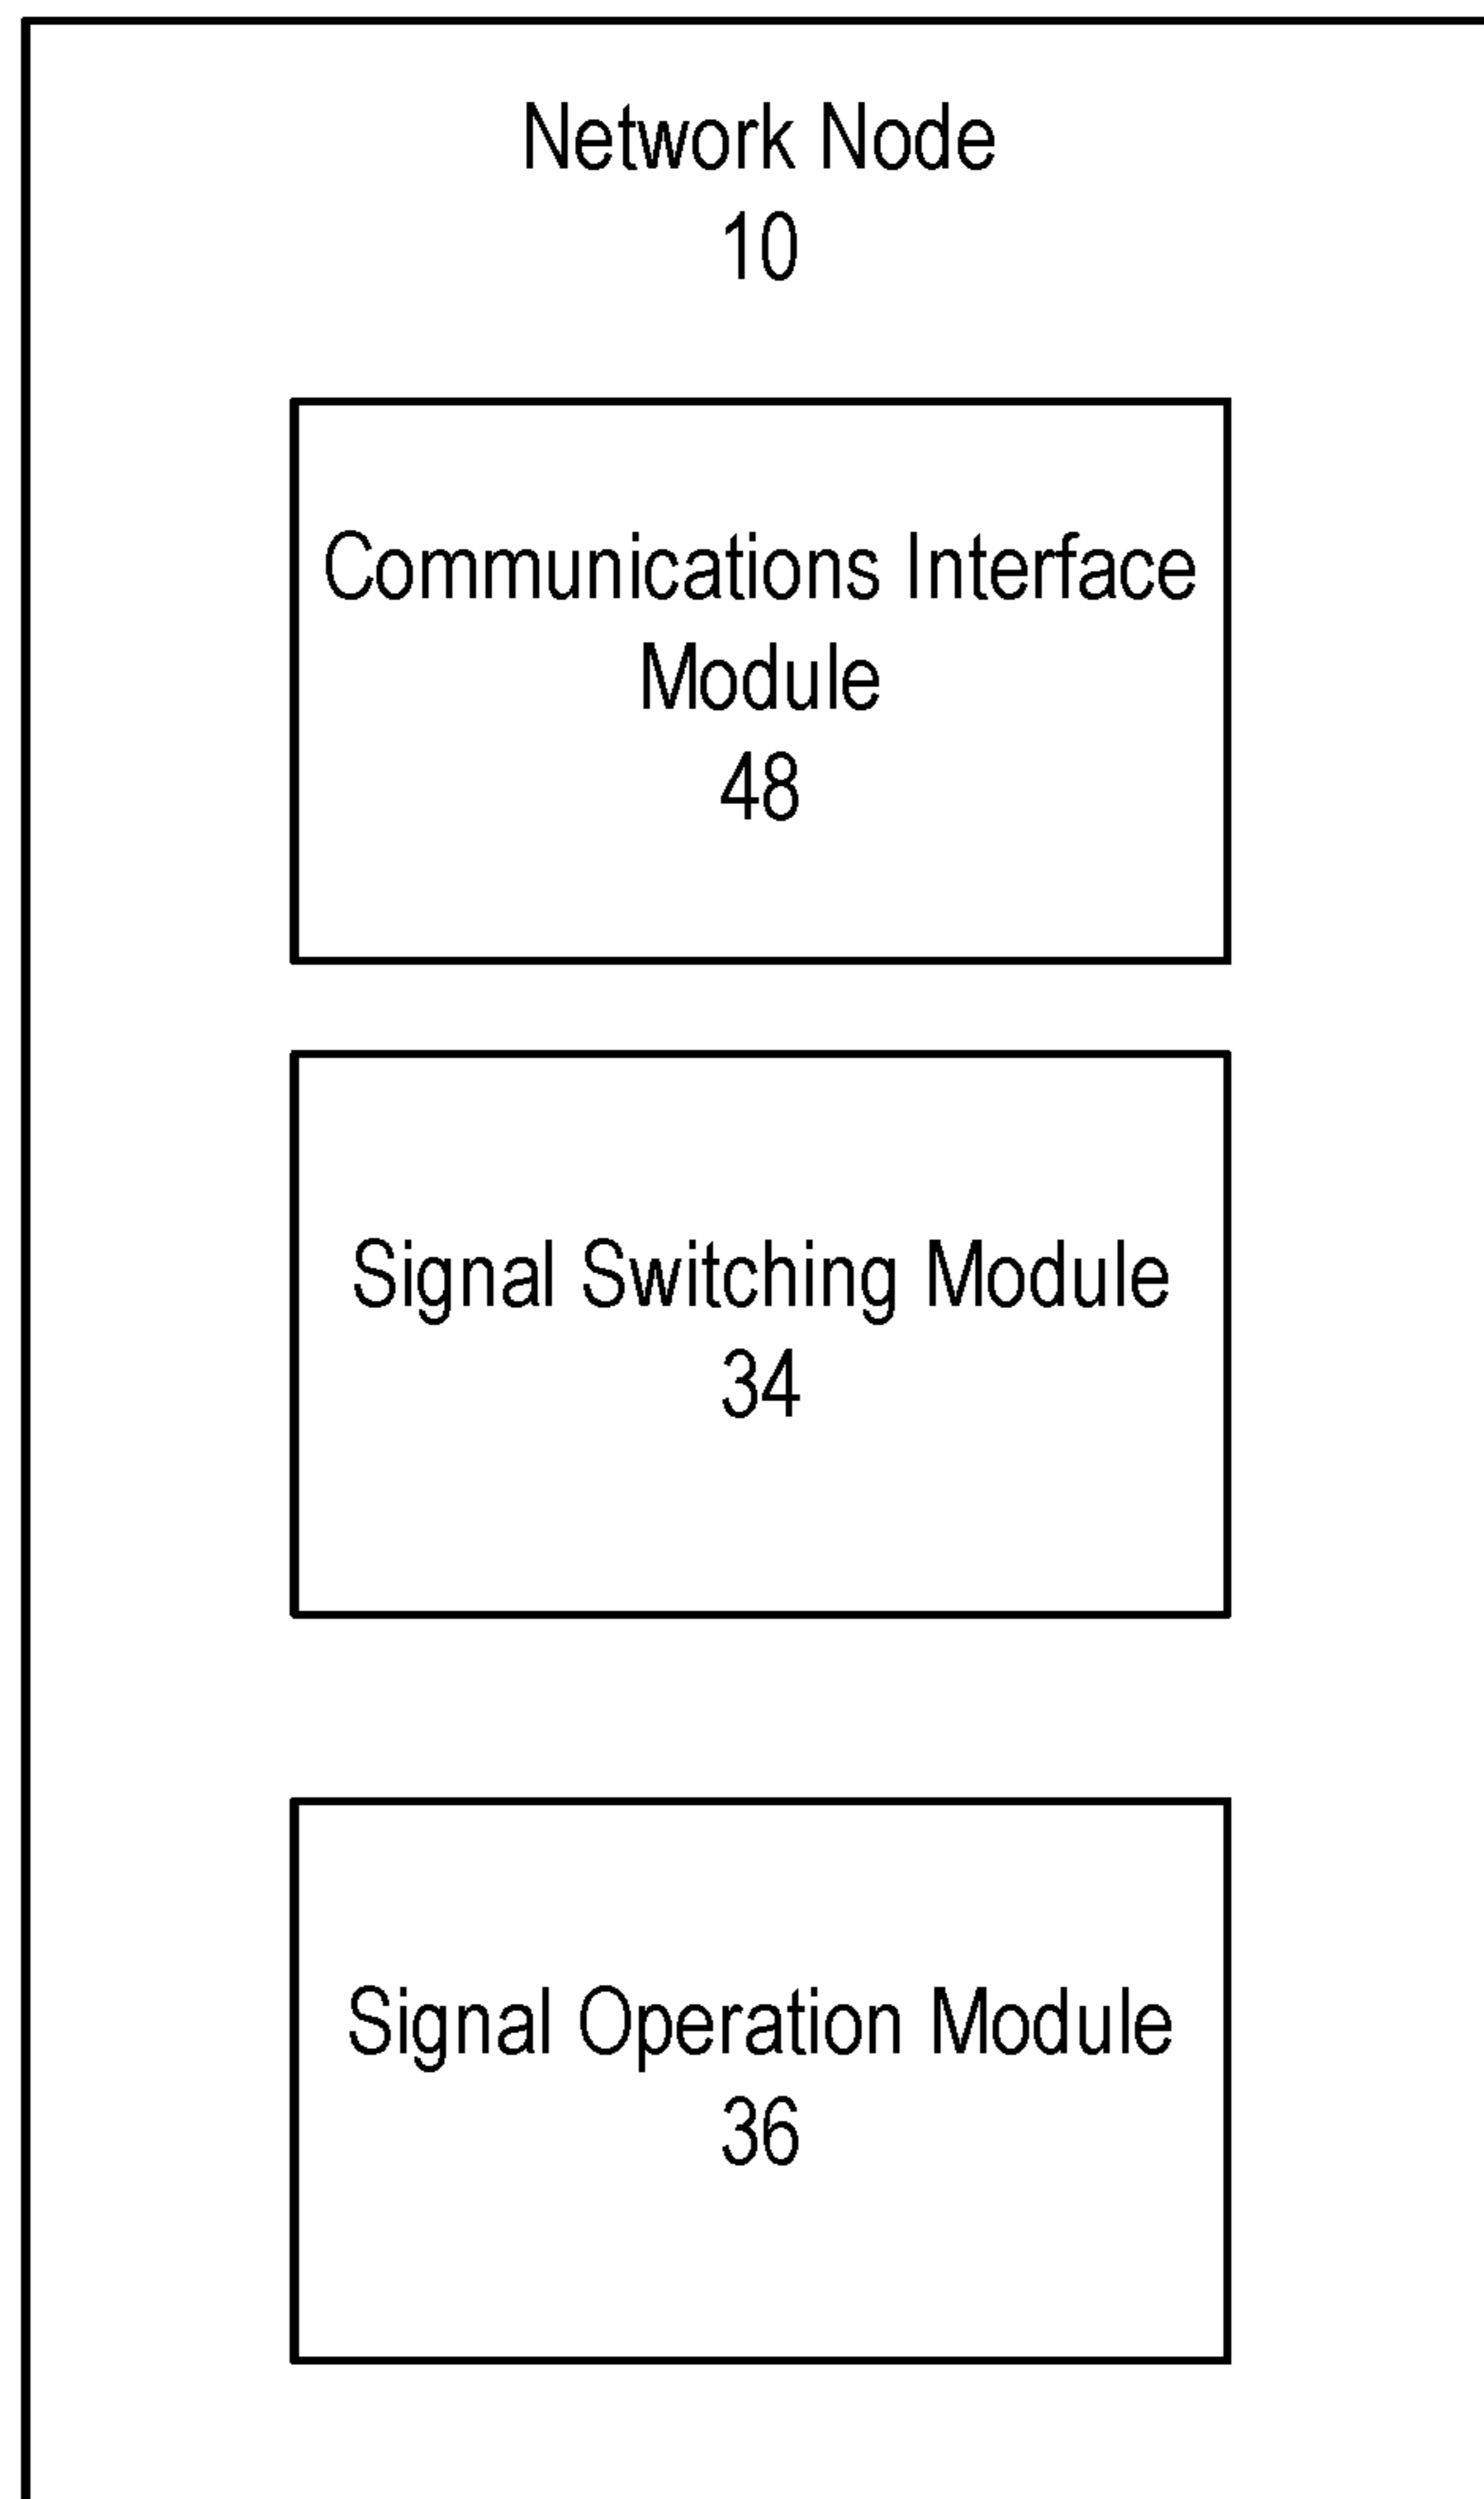 Network Node
10
Communications Interface
Module
48
Signal Switching Module
34
Signal Operation Module
36